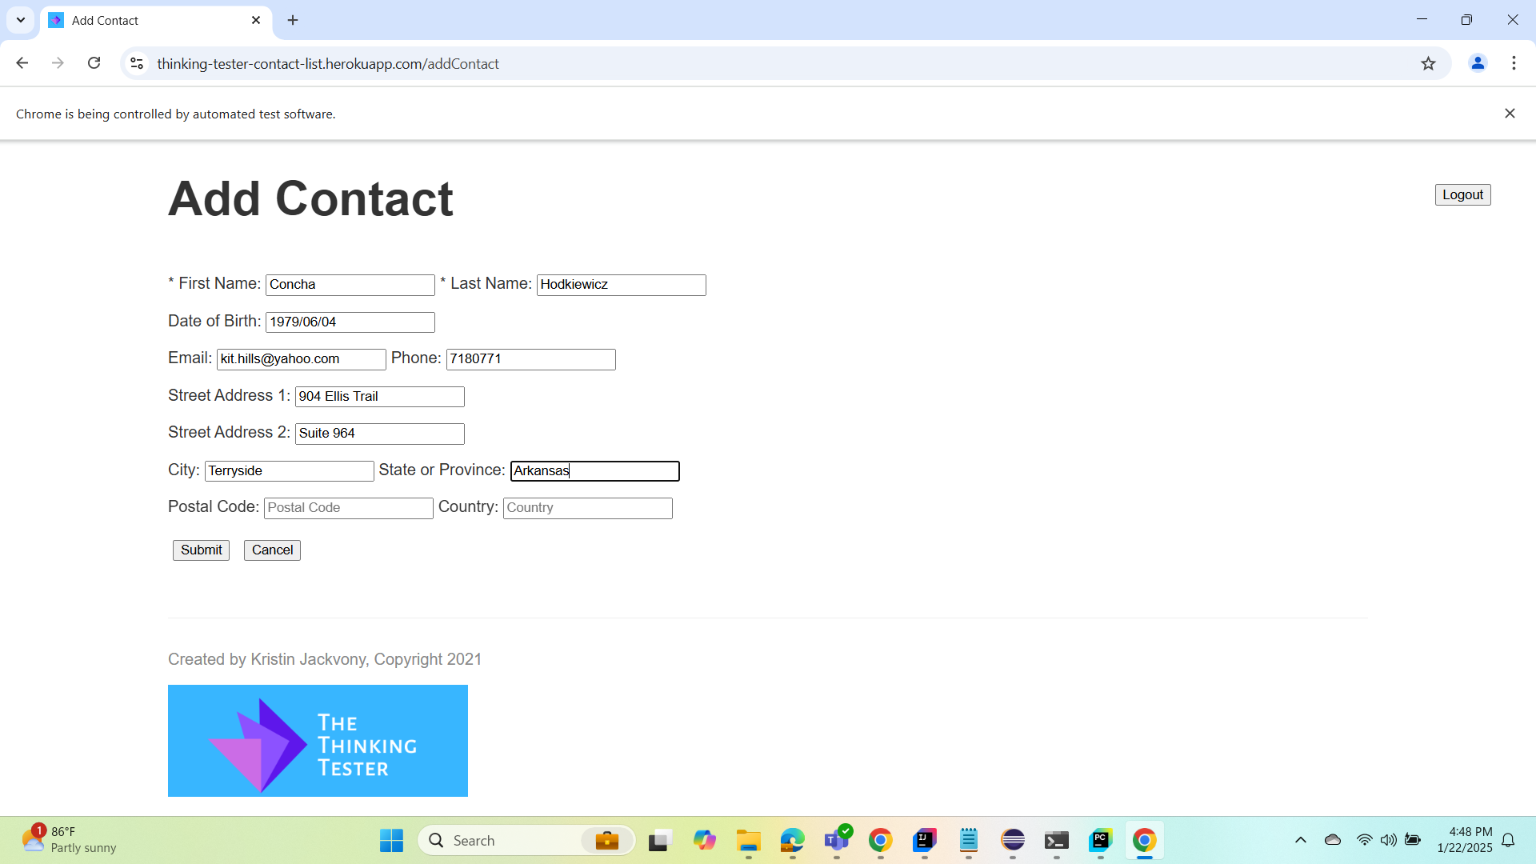 Add Contact
thinking-tester-contact-list.herokuapp.com/addContact
Chrome is being controlled by automated test software.
Add Contact
Logout
* First Name: Concha * Last Name: Hodkiewicz
Date of Birth: 1979/06/04
Email: kit.hills@yahoo.com Phone: 7180771
Street Address 1: 904 Ellis Trail
Street Address 2: Suite 964
City: Terryside State or Province: Arkansas
Postal Code: Postal Code Country: Country
Submit Cancel
Created by Kristin Jackvony, Copyright 2021
THE
THINKING
TESTER
1
86°F
Partly sunny
Search
4:48 PM
1/22/2025